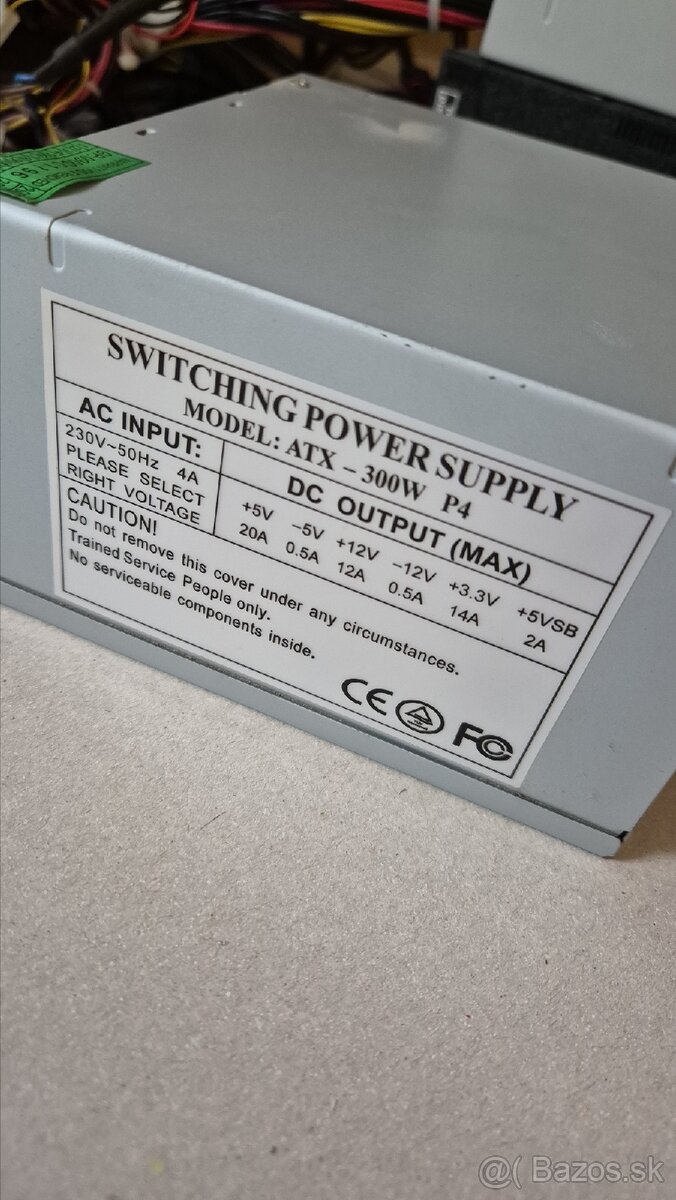 SWITCHING POWER SUPPLY
MODEL: ATX – 300W P4
AC INPUT:
230V~50Hz 4A
PLEASE SELECT
RIGHT VOLTAGE
DC OUTPUT (MAX)
+5V –5V +12V –12V +3.3V +5VSB
20A 0.5A 12A 0.5A 14A 2A
CAUTION!
Do not remove this cover under any circumstances.
Trained Service People only.
No serviceable components inside.
CE FC
@( Bazos.sk